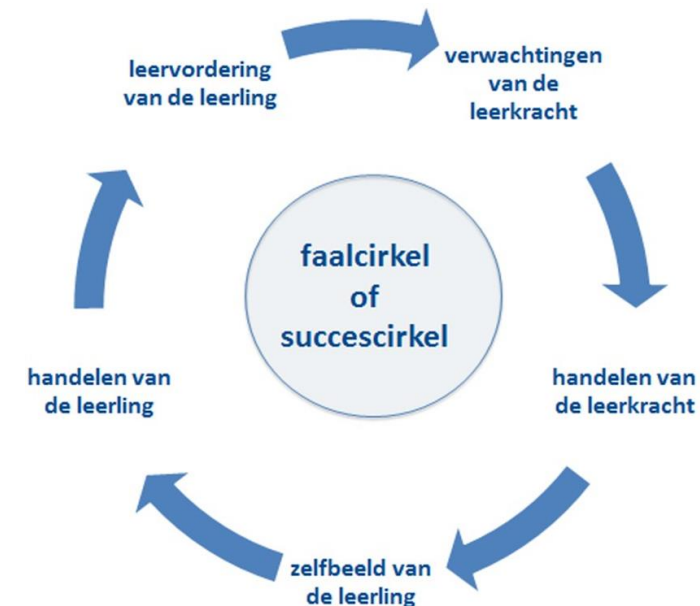 leervordering
van de leerling
verwachtingen
van de
leerkracht
faalcirkel
of
succescirkel
handelen van
de leerling
handelen van
de leerkracht
zelfbeeld van
de leerling